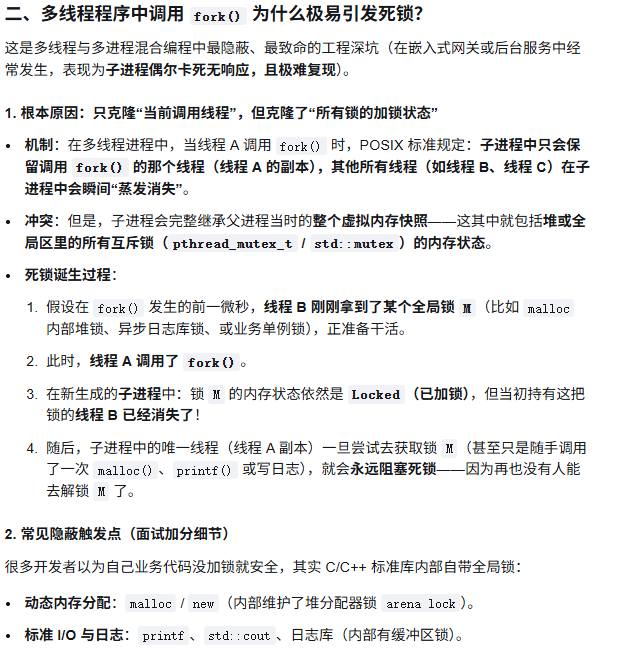 二、多线程程序中调用 fork() 为什么极易引发死锁？
这是多线程与多进程混合编程中最隐蔽、最致命的工程深坑（在嵌入式网关或后台服务中经
常发生，表现为子进程偶尔卡死无响应，且极难复现）。
1. 根本原因：只克隆“当前调用线程”，但克隆了“所有锁的加锁状态”
• 机制：在多线程进程中，当线程 A 调用 fork() 时，POSIX 标准规定：子进程中只会保
留调用 fork() 的那个线程（线程 A 的副本），其他所有线程（如线程 B、线程 C）在子
进程中会瞬间“蒸发消失”。
• 冲突：但是，子进程会完整继承父进程当时的整个虚拟内存快照——这其中就包括堆或全
局区里的所有互斥锁（ pthread_mutex_t / std::mutex ）的内存状态。
• 死锁诞生过程：
1. 假设在 fork() 发生的前一微秒，线程 B 刚刚拿到了某个全局锁 M （比如 malloc
内部堆锁、异步日志库锁、或业务单例锁），正准备干活。
2. 此时，线程 A 调用了 fork() 。
3. 在新生成的子进程中：锁 M 的内存状态依然是 Locked （已加锁），但当初持有这把
锁的线程 B 已经消失了！
4. 随后，子进程中的唯一线程（线程 A 副本）一旦尝试去获取锁 M （甚至只是随手调用
了一次 malloc() 、 printf() 或写日志），就会永远阻塞死锁——因为再也没有人能
去解锁 M 了。
2. 常见隐蔽触发点（面试加分细节）
很多开发者以为自己业务代码没加锁就安全，其实 C/C++ 标准库内部自带全局锁：
• 动态内存分配： malloc / new （内部维护了堆分配器锁 arena lock ）。
• 标准 I/O 与日志： printf 、 std::cout 、日志库（内部有缓冲区锁）。